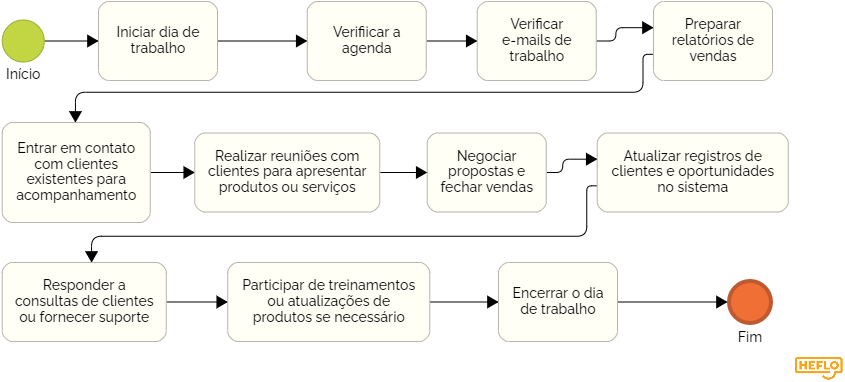 Iniciar dia de
trabalho
Verifiicar a
agenda
Verificar
e-mails de
trabalho
Preparar
relatórios de
vendas
Início
Entrar em contato
com clientes
existentes para
acompanhamento
Realizar reuniões com
clientes para apresentar
produtos ou serviços
Negociar
propostas e
fechar vendas
Atualizar registros de
clientes e oportunidades
no sistema
Responder a
consultas de clientes
ou fornecer suporte
Participar de treinamentos
ou atualizações de
produtos se necessário
Encerrar o dia
de trabalho
Fim
HEFLO